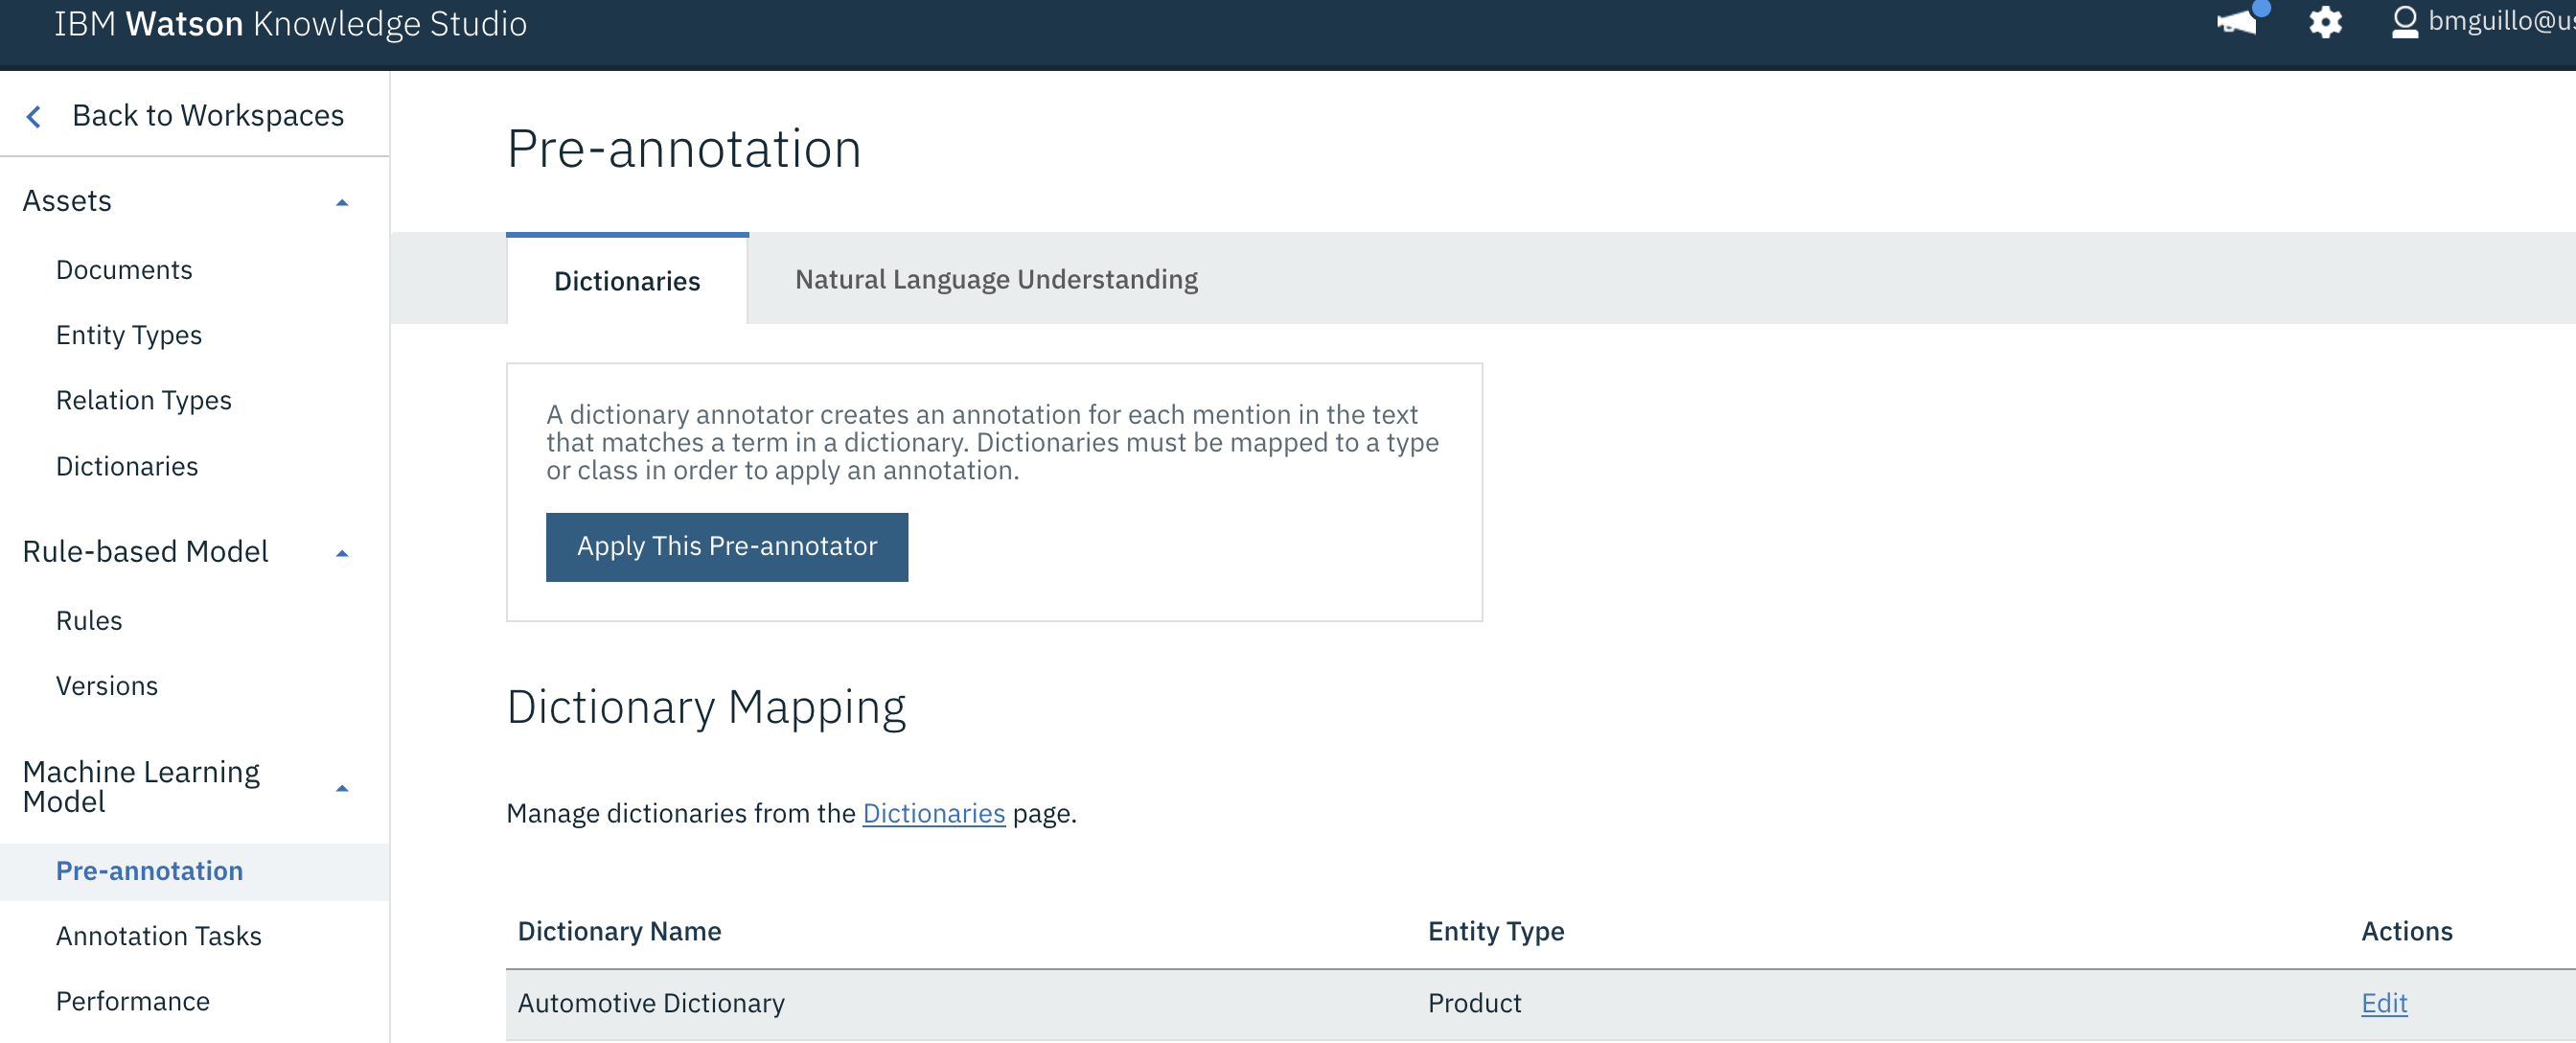 IBM Watson Knowledge Studio
bmguillo@us
Back to Workspaces
Assets
Documents
Entity Types
Relation Types
Dictionaries
Rule-based Model
Rules
Versions
Machine Learning
Model
Pre-annotation
Annotation Tasks
Performance
Pre-annotation
Dictionaries
Natural Language Understanding
A dictionary annotator creates an annotation for each mention in the text
that matches a term in a dictionary. Dictionaries must be mapped to a type
or class in order to apply an annotation.
Apply This Pre-annotator
Dictionary Mapping
Manage dictionaries from the Dictionaries page.
Dictionary Name Entity Type Actions
Automotive Dictionary Product Edit